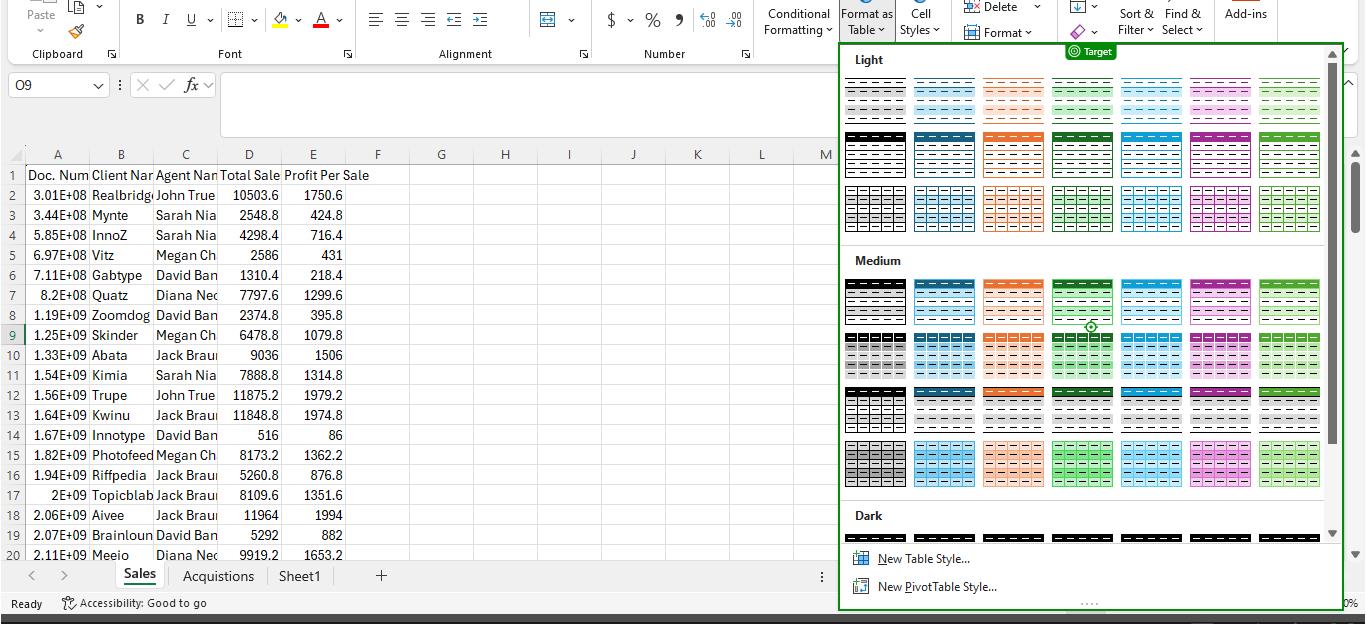 Paste
B I U A
$ % 9 .00 .00
Conditional Formatting
Format as Table
Cell Styles
Delete
Format
Sort & Filter
Find & Select
Add-ins
Clipboard Font Alignment Number
Target
O9 fx
A B C D E F G H I J K L M
1 Doc. Num Client Nar Agent Nan Total Sale Profit Per Sale
2 3.01E+08 Realbridge John True 10503.6 1750.6
3 3.44E+08 Mynte Sarah Nia 2548.8 424.8
4 5.85E+08 InnoZ Sarah Nia 4298.4 716.4
5 6.97E+08 Vitz Megan Ch 2586 431
6 7.11E+08 Gabtype David Ban 1310.4 218.4
7 8.2E+08 Quatz Diana Nec 7797.6 1299.6
8 1.19E+09 Zoomdog David Ban 2374.8 395.8
9 1.25E+09 Skinder Megan Ch 6478.8 1079.8
10 1.33E+09 Abata Jack Braun 9036 1506
11 1.54E+09 Kimia Sarah Nia 7888.8 1314.8
12 1.56E+09 Trupe John True 11875.2 1979.2
13 1.64E+09 Kwinu Jack Braun 11848.8 1974.8
14 1.67E+09 Innotype David Ban 516 86
15 1.82E+09 Photofeed Megan Ch 8173.2 1362.2
16 1.94E+09 Riffpedia Jack Braun 5260.8 876.8
17 2E+09 Topicblab Jack Braun 8109.6 1351.6
18 2.06E+09 Aivee Jack Braun 11964 1994
19 2.07E+09 Brainloun David Ban 5292 882
20 2.11E+09 Meeio Diana Nec 9919.2 1653.2
Light
Medium
Dark
New Table Style...
New PivotTable Style...
Sales Acquistions Sheet1 +
Ready Accessibility: Good to go
0%